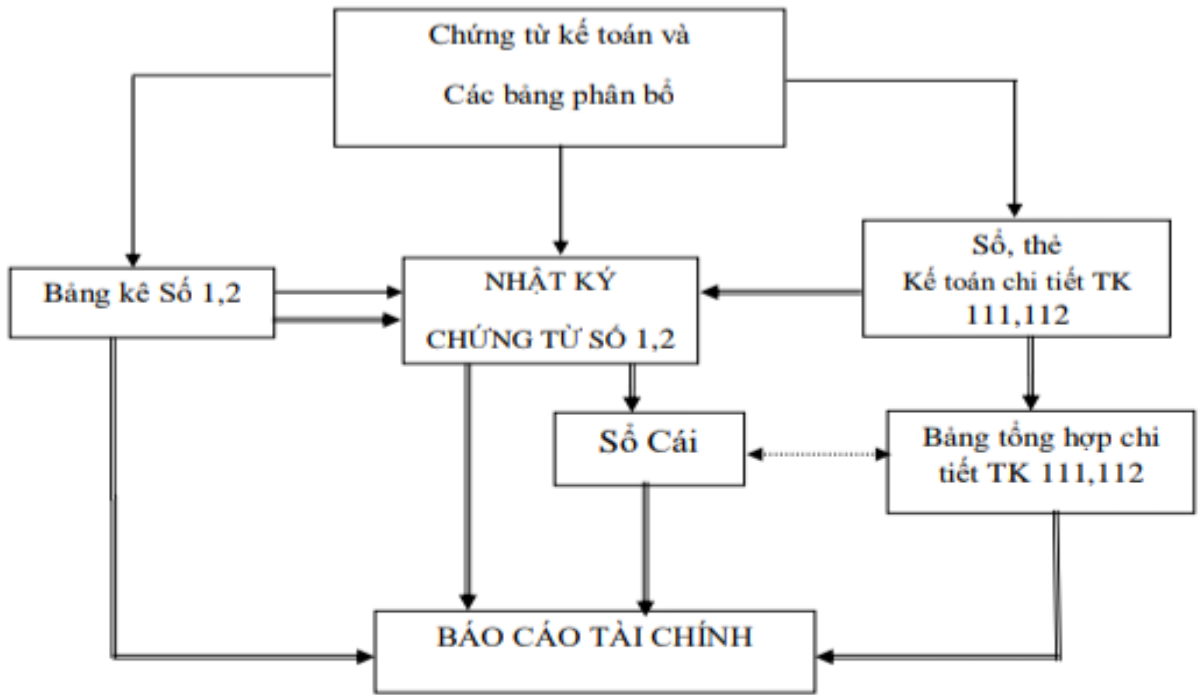 Chứng từ kế toán và
Các bảng phân bổ
Bảng kê Số 1,2
NHẬT KÝ
CHỨNG TỪ SỐ 1,2
Sổ, thẻ
Kế toán chi tiết TK
111,112
Sổ Cái
Bảng tổng hợp chi
tiết TK 111,112
BÁO CÁO TÀI CHÍNH